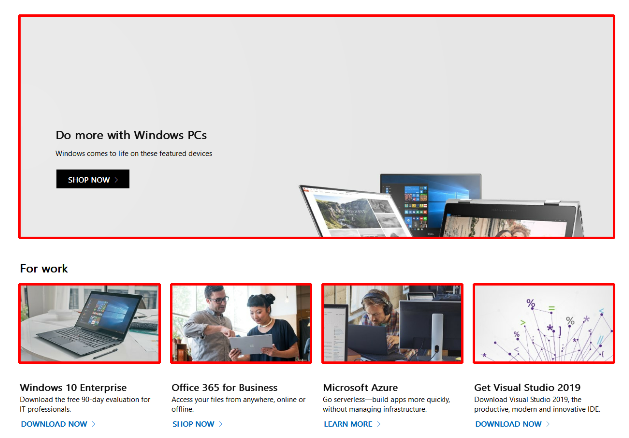 Do more with Windows PCs
Windows comes to life on these featured devices
SHOP NOW
For work
Windows 10 Enterprise
Download the free 90-day evaluation for
IT professionals.
DOWNLOAD NOW
Office 365 for Business
Access your files from anywhere, online or
offline.
SHOP NOW
Microsoft Azure
Go serverless—build apps more quickly,
without managing infrastructure.
LEARN MORE
Get Visual Studio 2019
Download Visual Studio 2019, the
productive, modern and innovative IDE.
DOWNLOAD NOW